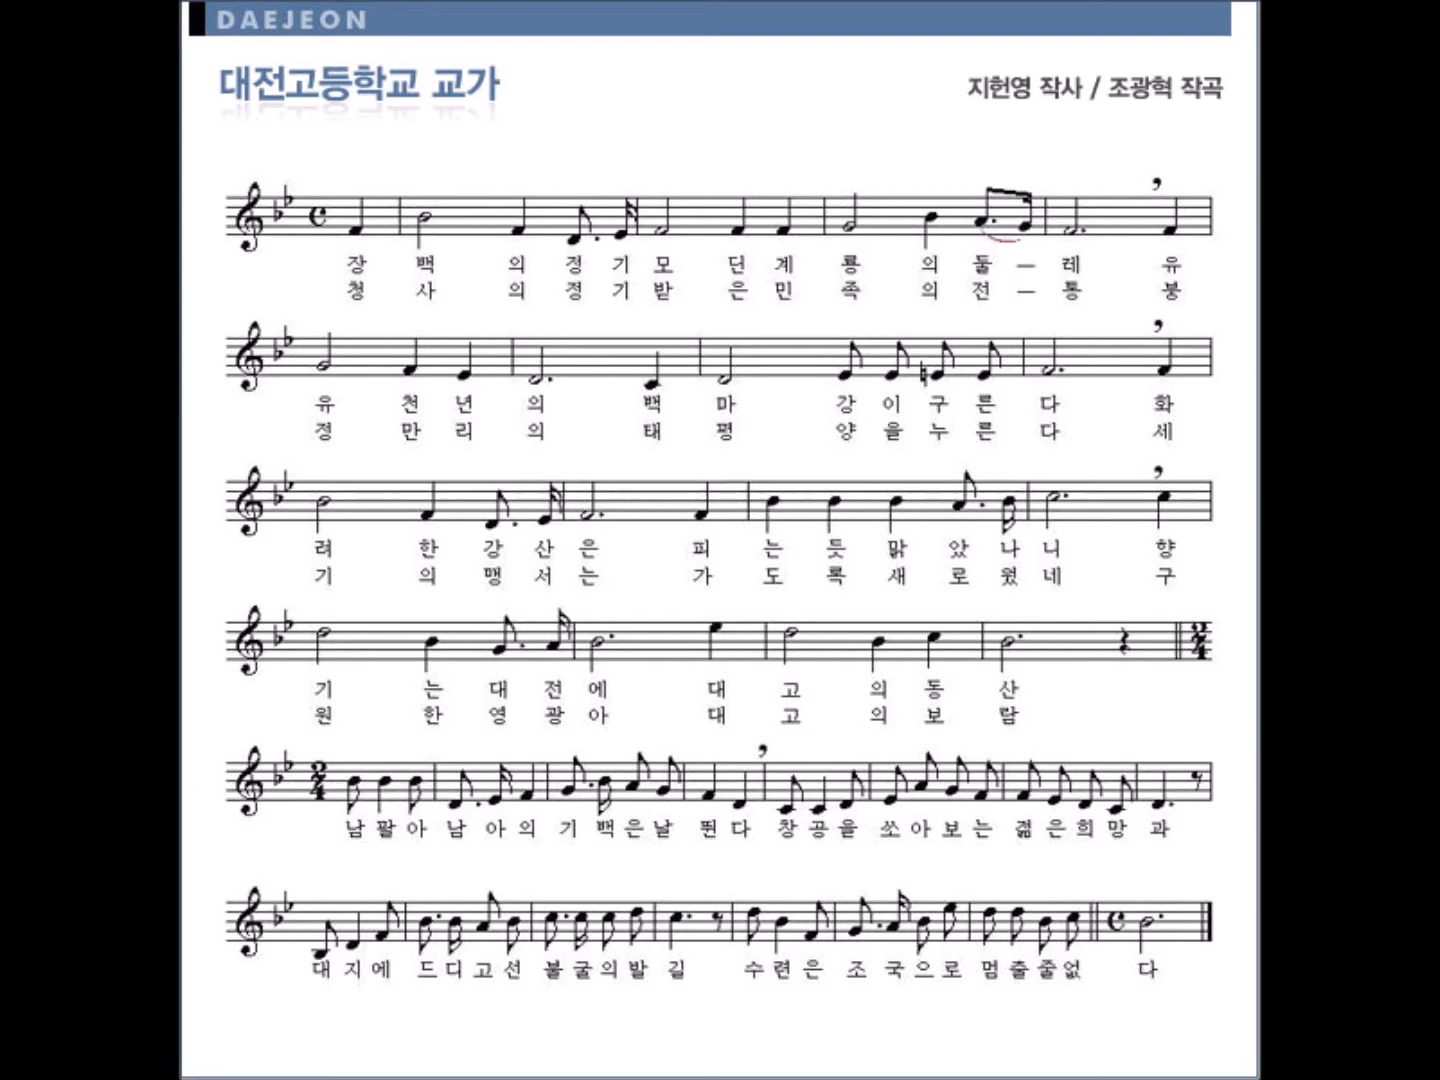 DAEJEON
대전고등학교 교가
지헌영 작사 / 조광혁 작곡
장 백 의 정 기 모 딘 계 룡 의 둘 — 레 유
청 사 의 정 기 받 은 민 족 의 전 — 통 붕
유 천 년 의 백 마 강 이 구 른 다 화
정 만 리 의 태 평 양 을 누 른 다 세
려 한 강 산 은 피 는 듯 맑 았 나 니 향
기 의 맹 서 는 가 도 록 새 로 웠 네 구
기 는 대 전 에 대 고 의 동 산
원 한 영 광 아 대 고 의 보 람
남 팔 아 남 아 의 기 백 은 날 뛴 다 창 공 을 쏘 아 보 는 젊 은 희 망 과
대 지 에 드 디 고 선 불 굴 의 발 길 수 련 은 조 국 으 로 멈 출 줄 없 다